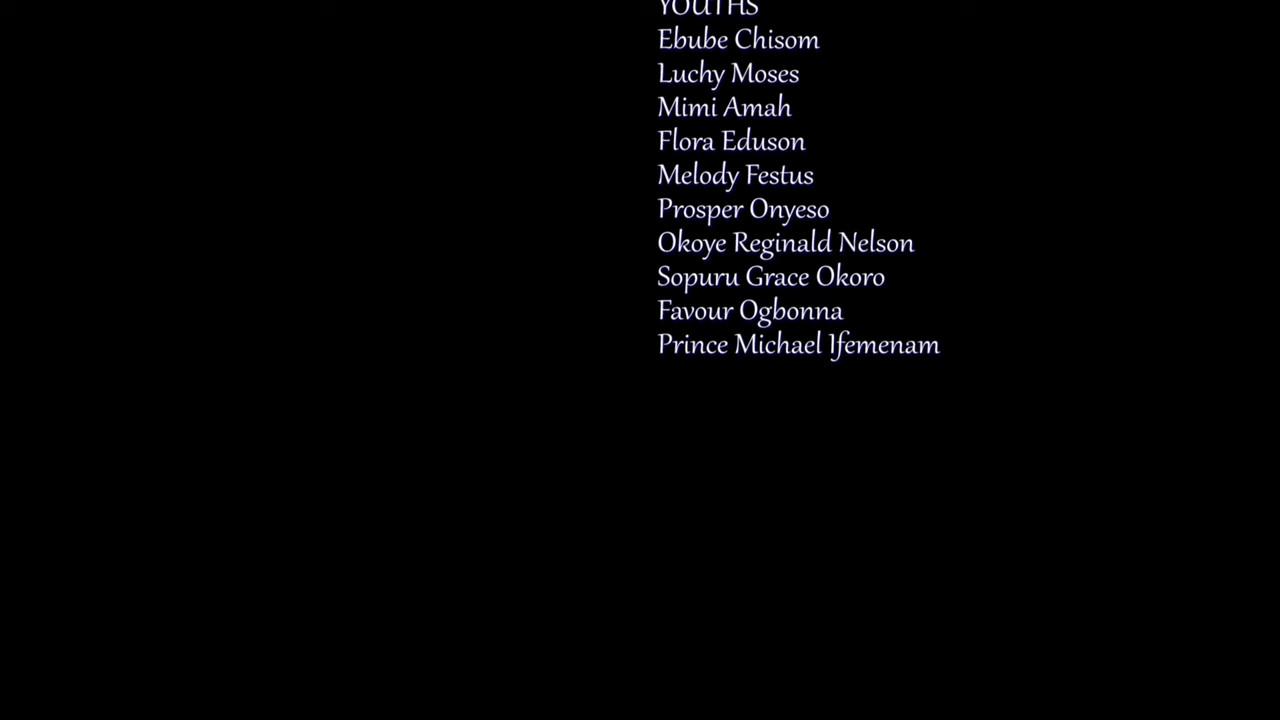 YOUTHS
Ebube Chisom
Luchy Moses
Mimi Amah
Flora Eduson
Melody Festus
Prosper Onyeso
Okoye Reginald Nelson
Sopuru Grace Okoro
Favour Ogbonna
Prince Michael Ifemenam